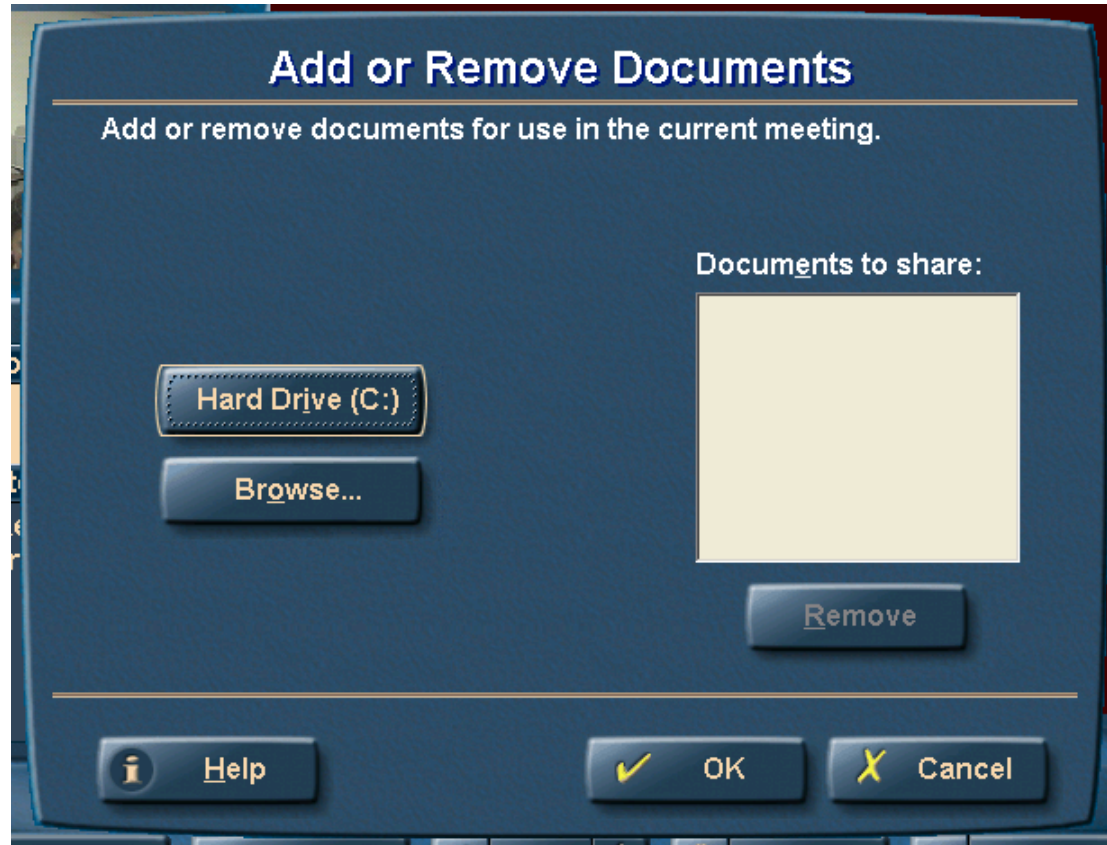 Add or Remove Documents
Add or remove documents for use in the current meeting.
Documents to share:
Hard Drive (C:)
Browse...
Remove
Help
OK
Cancel